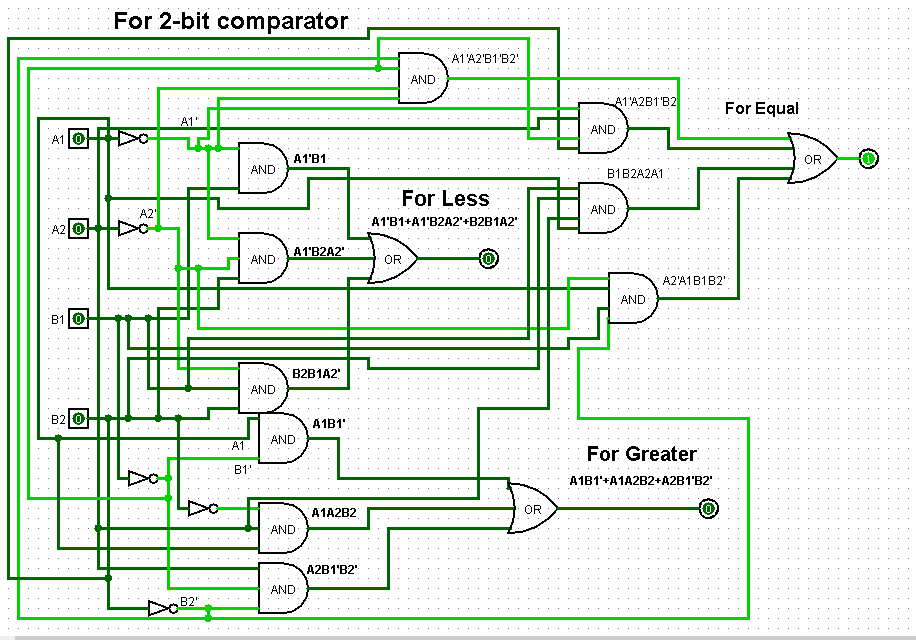 For 2-bit comparator
A1'A2'B1'B2'
AND
A1'A2B1'B2
For Equal
A1'
AND
A1 0
A1'B1
OR
1
AND
B1B2A2A1
For Less
A2'
AND
A1'B1+A1'B2A2'+B2B1A2'
A2 0
A1'B2A2'
AND
OR
0
A2'A1B1B2'
AND
B1 0
B2B1A2'
AND
B2 0
A1B1'
AND
A1
For Greater
B1'
A1B1'+A1A2B2+A2B1'B2'
A1A2B2
OR
0
AND
A2B1'B2'
AND
B2'